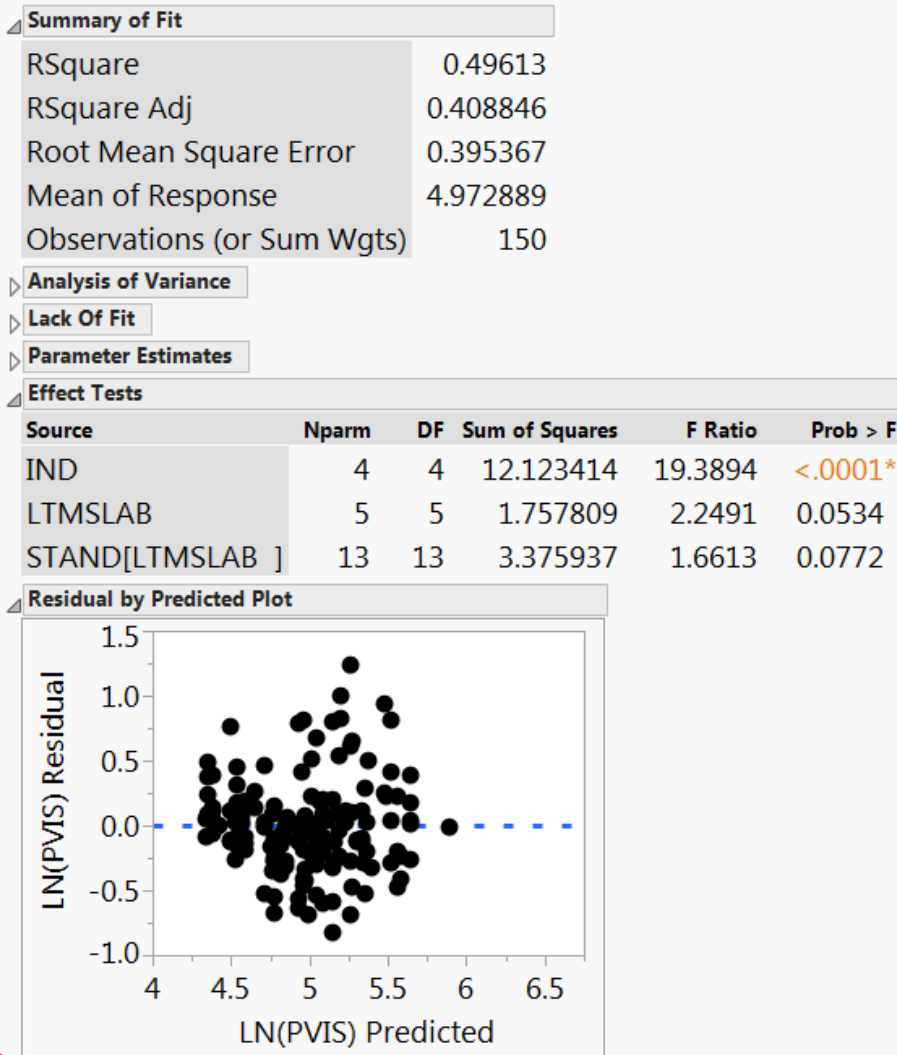 Summary of Fit
RSquare 0.49613
RSquare Adj 0.408846
Root Mean Square Error 0.395367
Mean of Response 4.972889
Observations (or Sum Wgts) 150
Analysis of Variance
Lack Of Fit
Parameter Estimates
Effect Tests
Source Nparm DF Sum of Squares F Ratio Prob > F
IND 4 4 12.123414 19.3894 <.0001*
LTMSLAB 5 5 1.757809 2.2491 0.0534
STAND[LTMSLAB ] 13 13 3.375937 1.6613 0.0772
Residual by Predicted Plot
LN(PVIS) Residual
1.5
1.0
0.5
0.0
-0.5
-1.0
4 4.5 5 5.5 6 6.5
LN(PVIS) Predicted